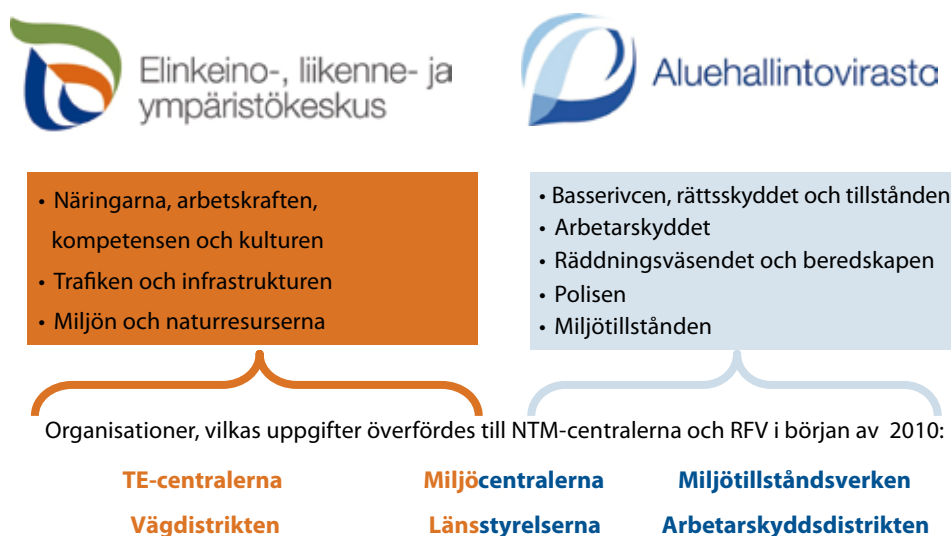 Elinkeino-, liikenne- ja
ympäristökeskus
Aluehallintovirasto
• Näringarna, arbetskraften,
kompetensen och kulturen
• Trafiken och infrastrukturen
• Miljön och naturresurserna
• Basserivcen, rättsskyddet och tillstånden
• Arbetarskyddet
• Räddningsväsendet och beredskapen
• Polisen
• Miljötillstånden
Organisationer, vilkas uppgifter överfördes till NTM-centralerna och RFV i början av 2010:
TE-centralerna Miljöcentralerna Miljötillståndsverken
Vägdistrikten Länsstyrelserna Arbetarskyddsdistrikten